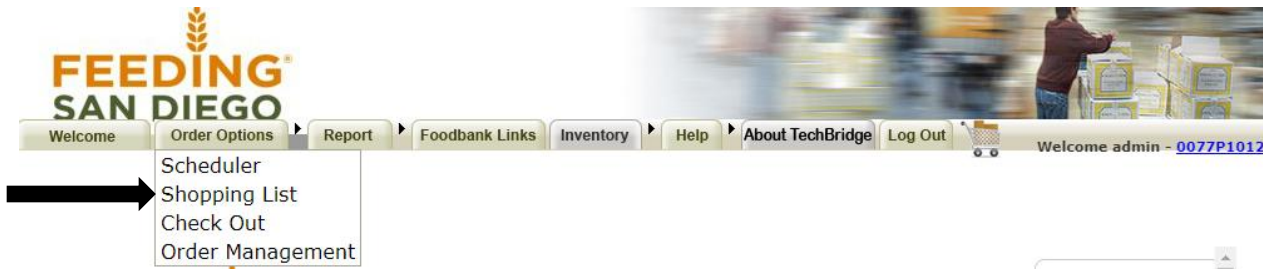 FEEDING®
SAN DIEGO
Welcome Order Options Report Foodbank Links Inventory Help About TechBridge Log Out
Welcome admin - 0077P1012
Scheduler
Shopping List
Check Out
Order Management